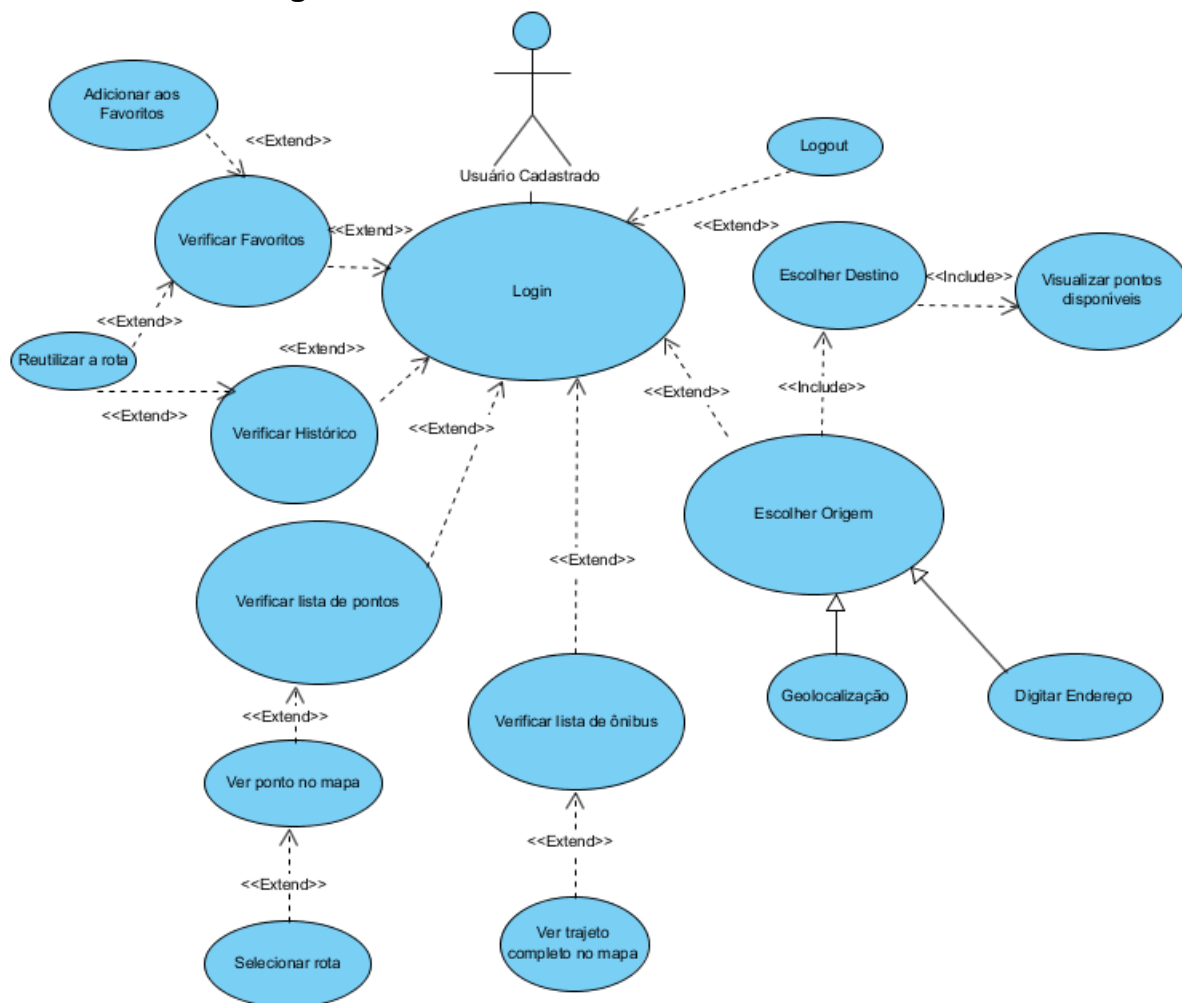 Adicionar aos
Favoritos
<<Extend>>
Usuário Cadastrado
Logout
<<Extend>>
Verificar Favoritos
<<Extend>>
Login
Escolher Destino
<<Include>>
Visualizar pontos
disponiveis
<<Extend>>
Reutilizar a rota
<<Extend>>
<<Extend>>
Verificar Histórico
<<Extend>>
<<Extend>>
<<Include>>
Escolher Origem
<<Extend>>
Verificar lista de pontos
Geolocalização
Digitar Endereço
<<Extend>>
Verificar lista de ônibus
Ver ponto no mapa
<<Extend>>
<<Extend>>
Selecionar rota
Ver trajeto
completo no mapa